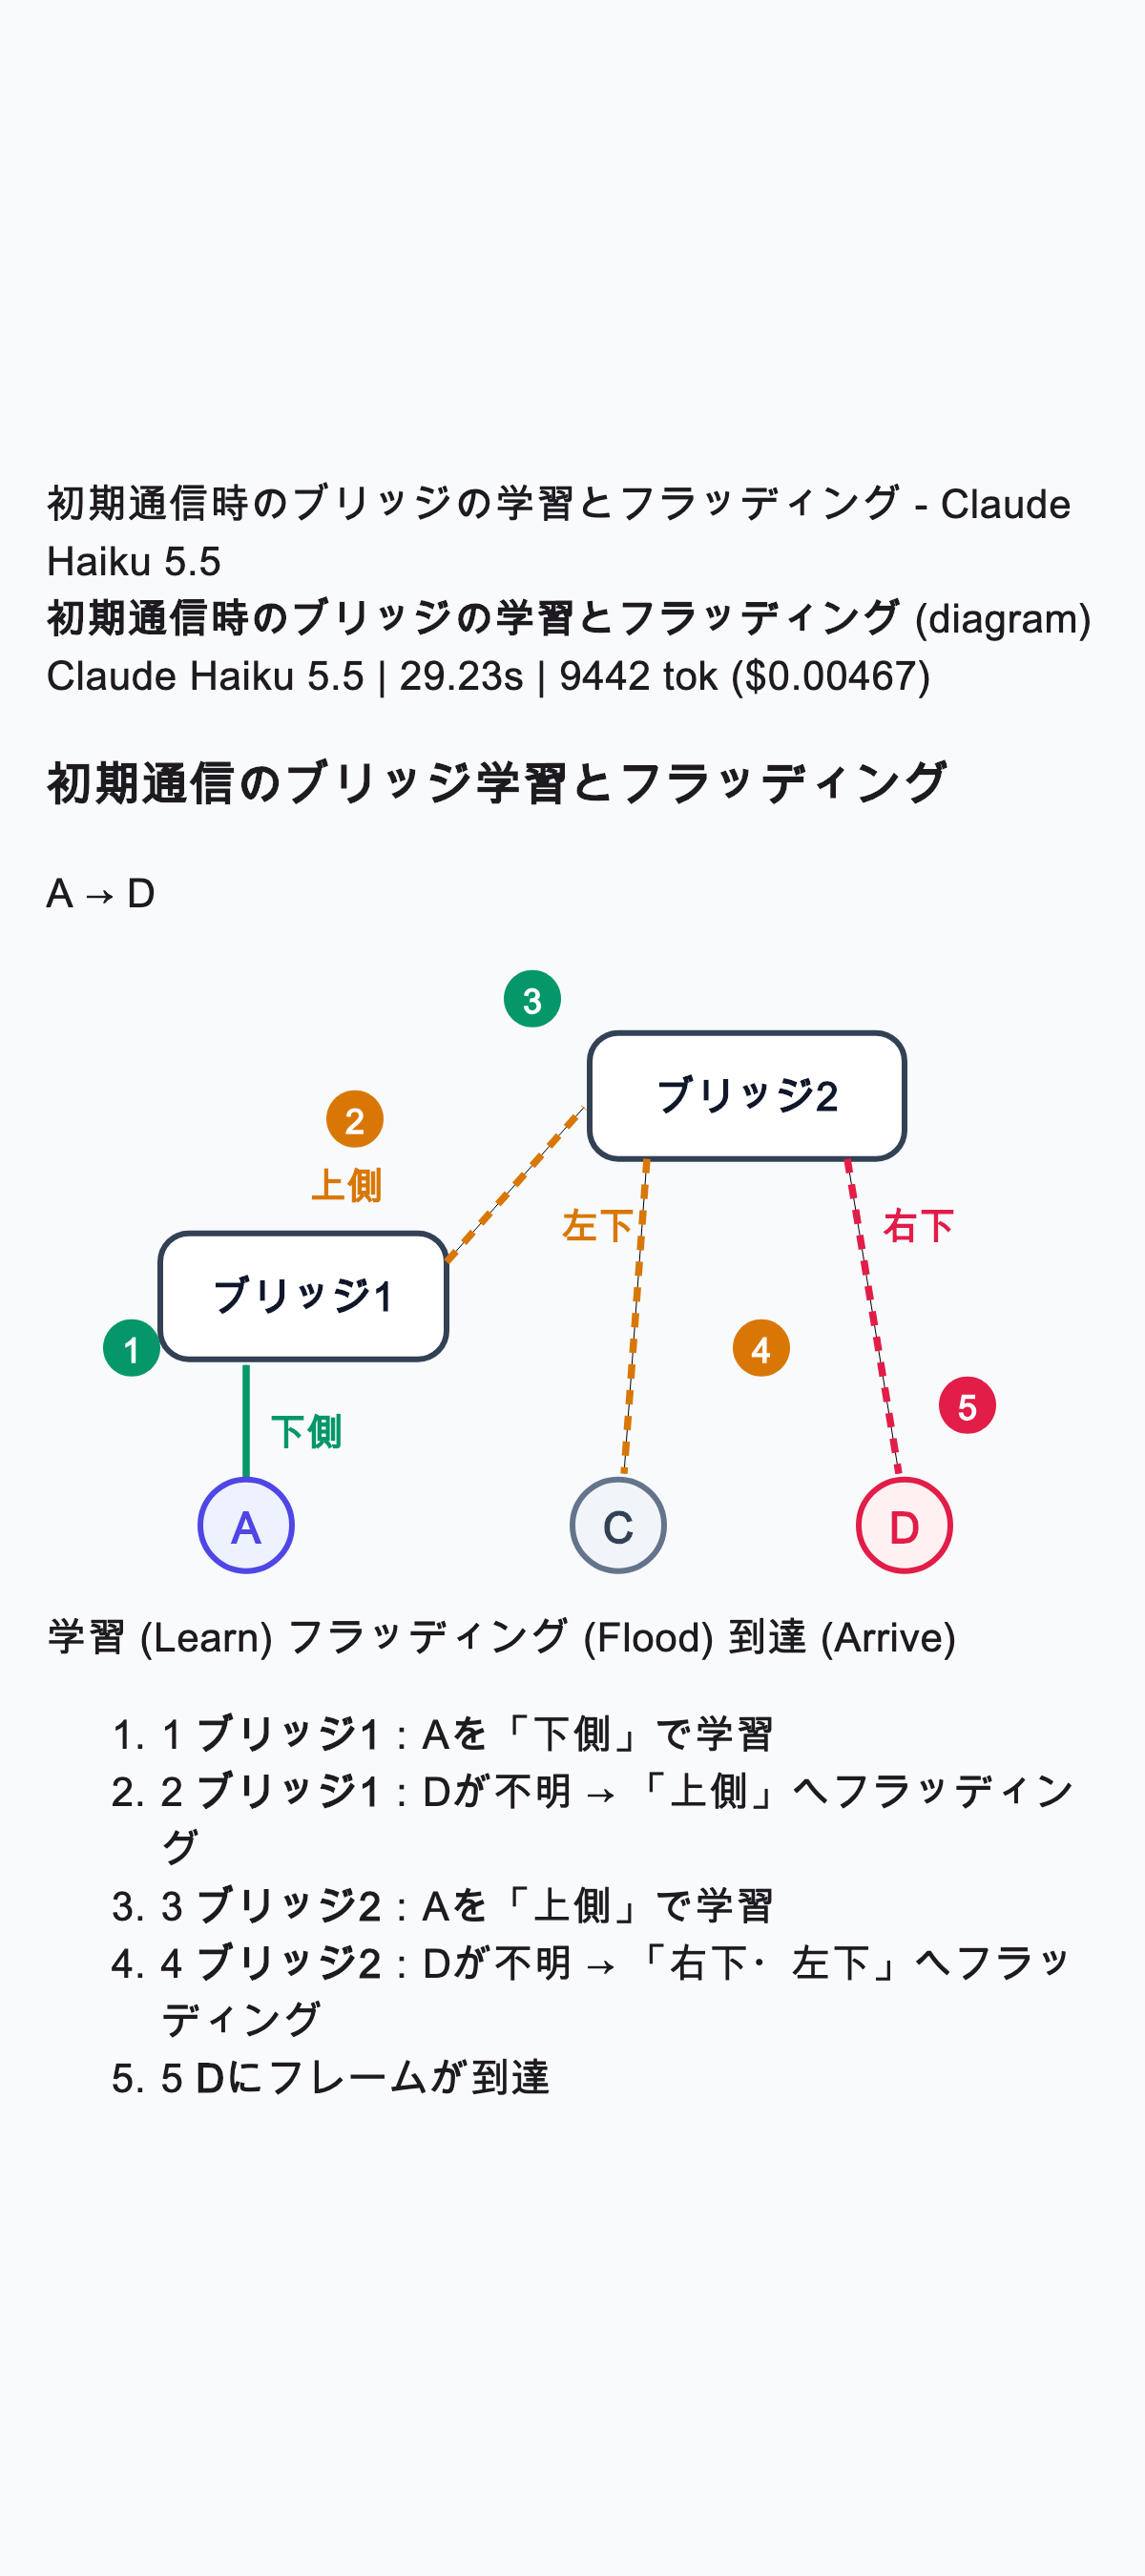 初期通信時のブリッジの学習とフラッディング - Claude
Haiku 5.5
初期通信時のブリッジの学習とフラッディング (diagram)
Claude Haiku 5.5 | 29.23s | 9442 tok ($0.00467)
初期通信のブリッジ学習とフラッディング
A → D
3
ブリッジ2
2
上側
左下
右下
ブリッジ1
1
4
5
下側
A
C
D
学習 (Learn) フラッディング (Flood) 到達 (Arrive)
1. 1 ブリッジ1：Aを「下側」で学習
2. 2 ブリッジ1：Dが不明 → 「上側」へフラッディン
グ
3. 3 ブリッジ2：Aを「上側」で学習
4. 4 ブリッジ2：Dが不明 → 「右下・左下」へフラッ
ディング
5. 5 Dにフレームが到達